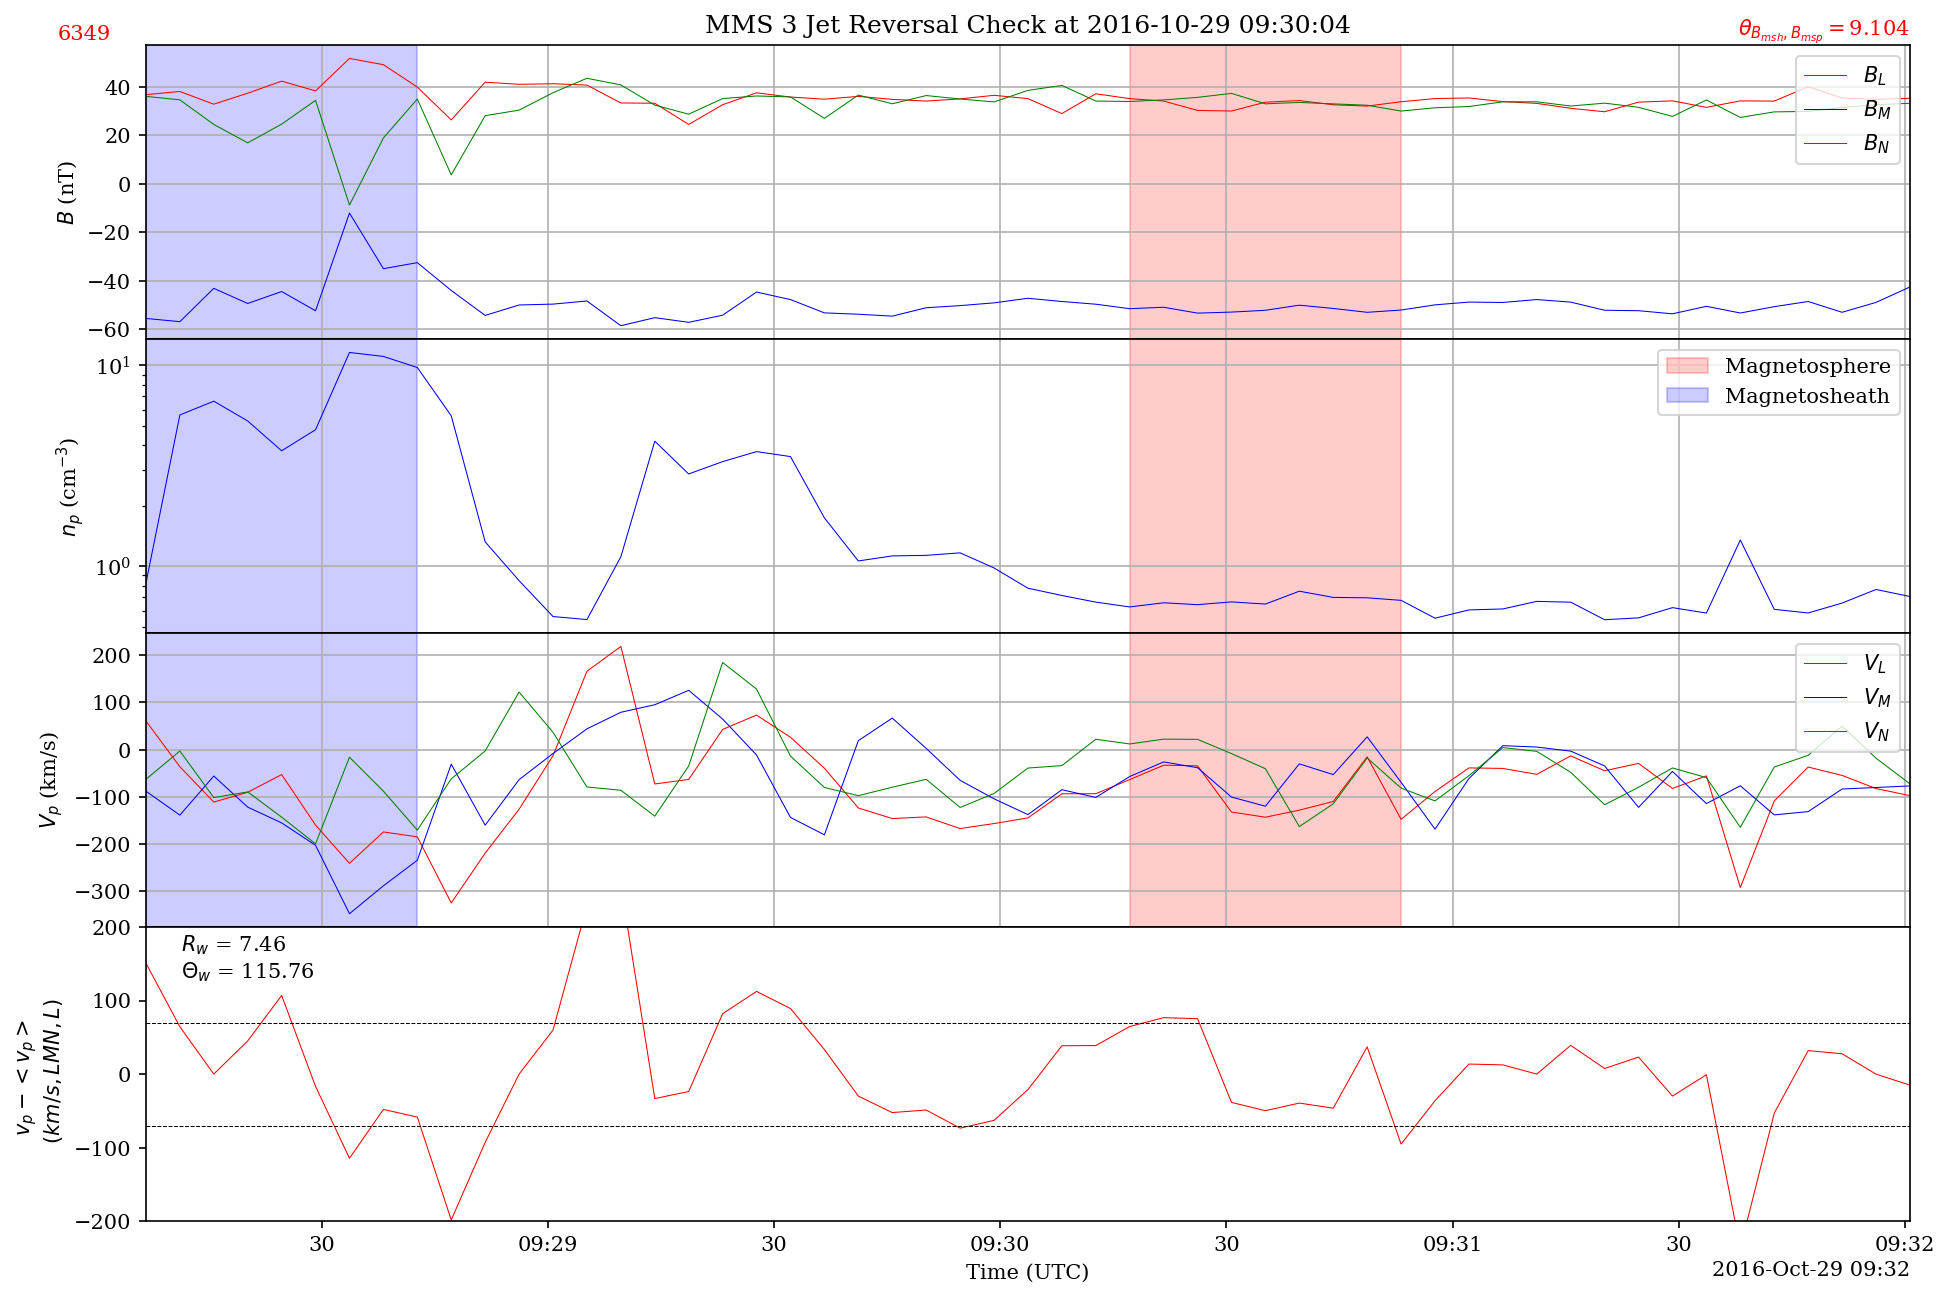 6349
MMS 3 Jet Reversal Check at 2016-10-29 09:30:04
θ_{B_{msh}, B_{msp}} = 9.104
40
20
0
−20
−40
−60
B (nT)
B_L
B_M
B_N
10^1
10^0
n_p (cm^{−3})
Magnetosphere
Magnetosheath
200
100
0
−100
−200
−300
V_p (km/s)
V_L
V_M
V_N
200
100
0
−100
−200
v_p − < v_p >
(km/s, LMN, L)
R_w = 7.46
Θ_w = 115.76
30
09:29
30
09:30
30
09:31
30
09:32
Time (UTC)
2016-Oct-29 09:32